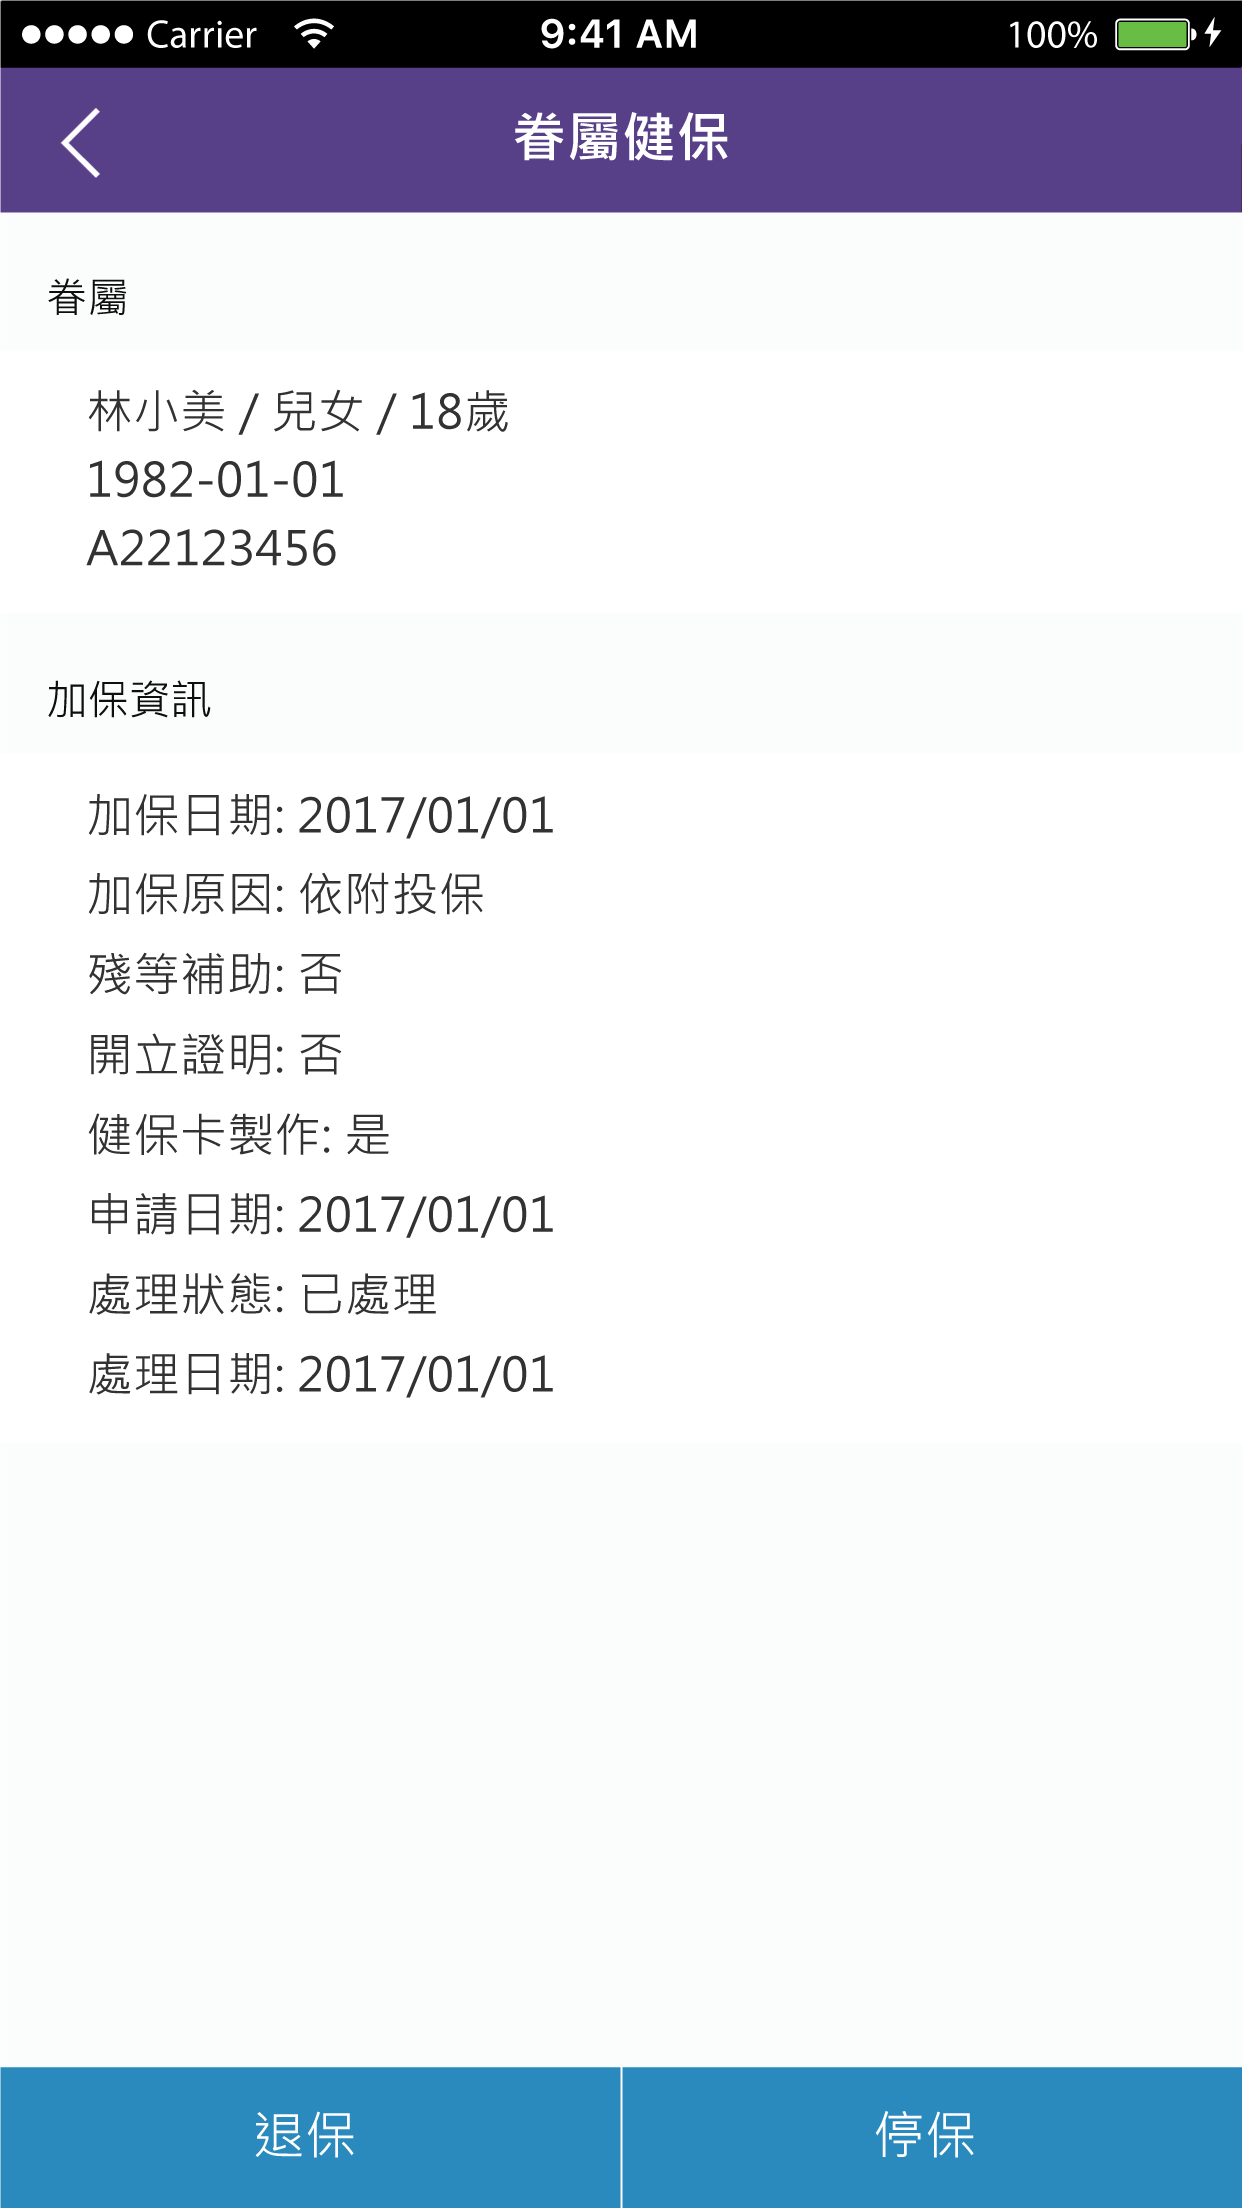 Carrier 9:41 AM 100%
眷屬健保
眷屬
林小美 / 兒女 / 18歲
1982-01-01
A22123456
加保資訊
加保日期: 2017/01/01
加保原因: 依附投保
殘等補助: 否
開立證明: 否
健保卡製作: 是
申請日期: 2017/01/01
處理狀態: 已處理
處理日期: 2017/01/01
退保
停保